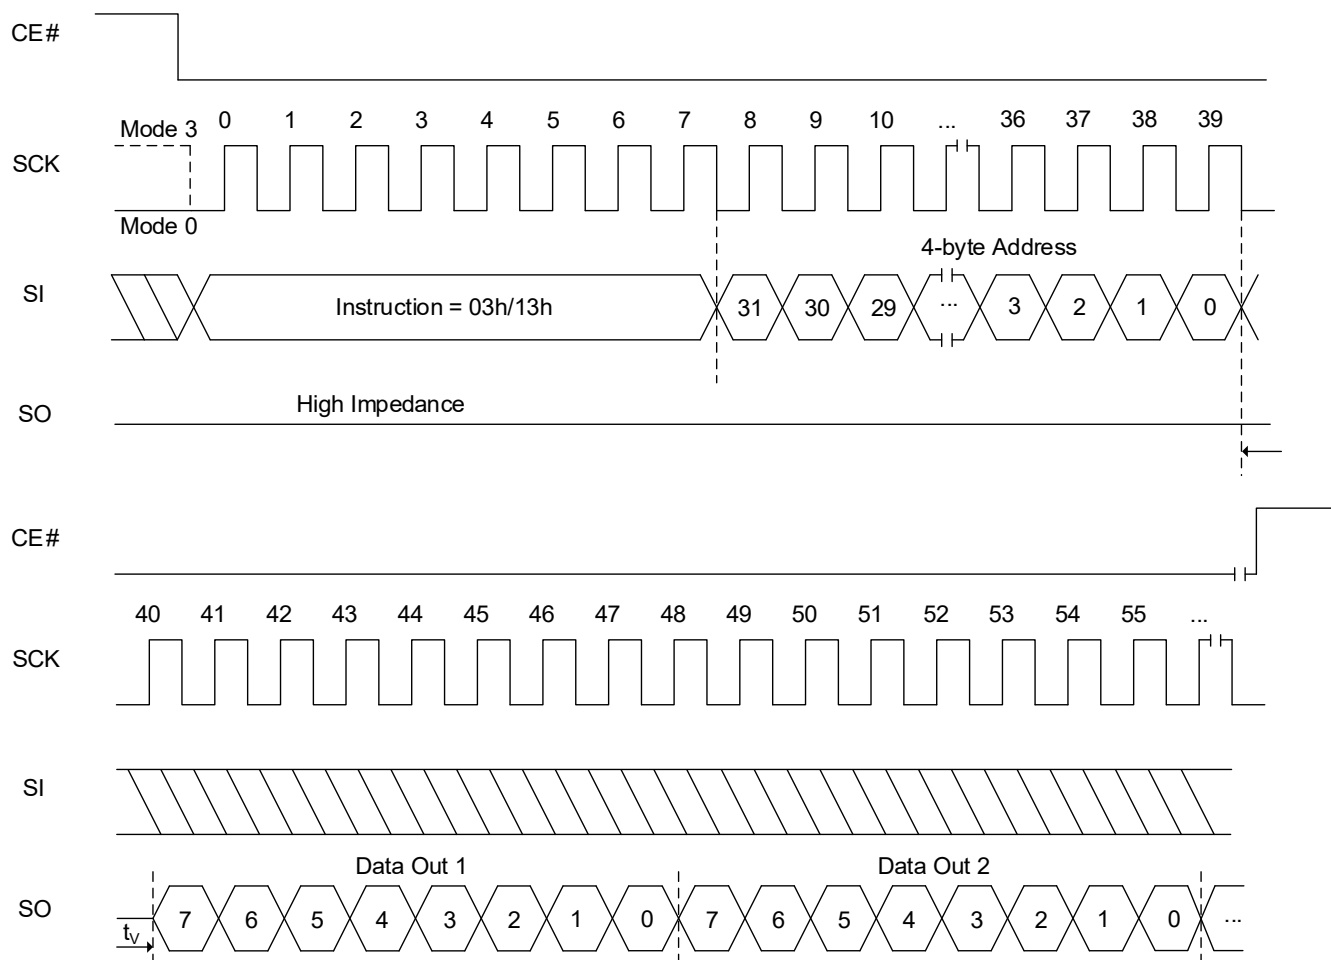 CE#
Mode 3 0 1 2 3 4 5 6 7 8 9 10 ... 36 37 38 39
SCK
Mode 0
4-byte Address
SI Instruction = 03h/13h 31 30 29 ... 3 2 1 0
High Impedance
SO
CE#
40 41 42 43 44 45 46 47 48 49 50 51 52 53 54 55 ...
SCK
SI
Data Out 1 Data Out 2
SO 7 6 5 4 3 2 1 0 7 6 5 4 3 2 1 0 ...
tV